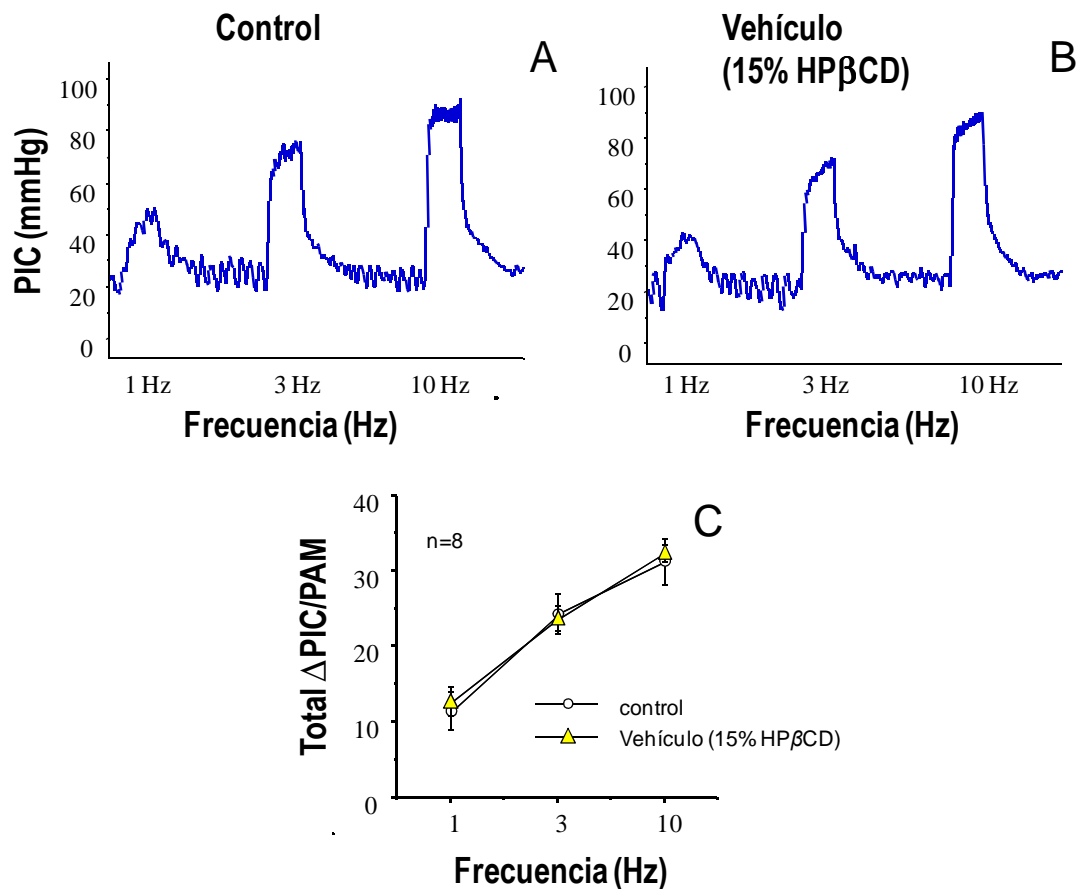 Control
A
PIC (mmHg)
100
80
60
40
20
0
1 Hz
3 Hz
10 Hz
Frecuencia (Hz)
Vehículo
(15% HPβCD)
B
100
80
60
40
20
0
1 Hz
3 Hz
10 Hz
Frecuencia (Hz)
C
n=8
Total ΔPIC/PAM
40
30
20
10
0
control
Vehículo (15% HPβCD)
1
3
10
Frecuencia (Hz)